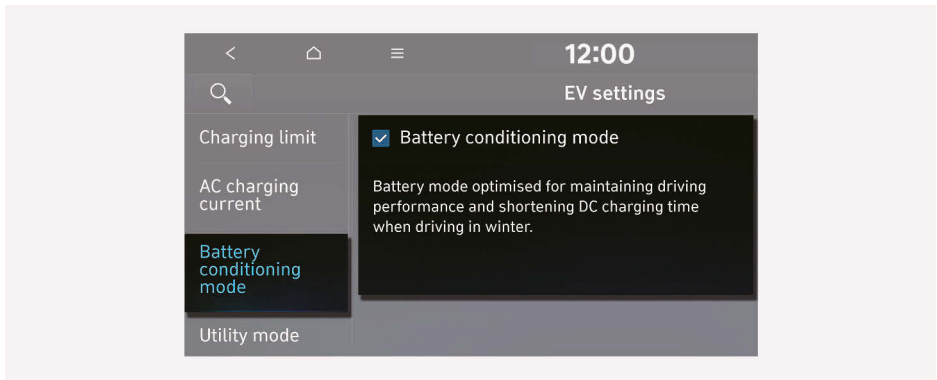 12:00
EV settings
Charging limit
AC charging
current
Battery
conditioning
mode
Utility mode
Battery conditioning mode
Battery mode optimised for maintaining driving
performance and shortening DC charging time
when driving in winter.